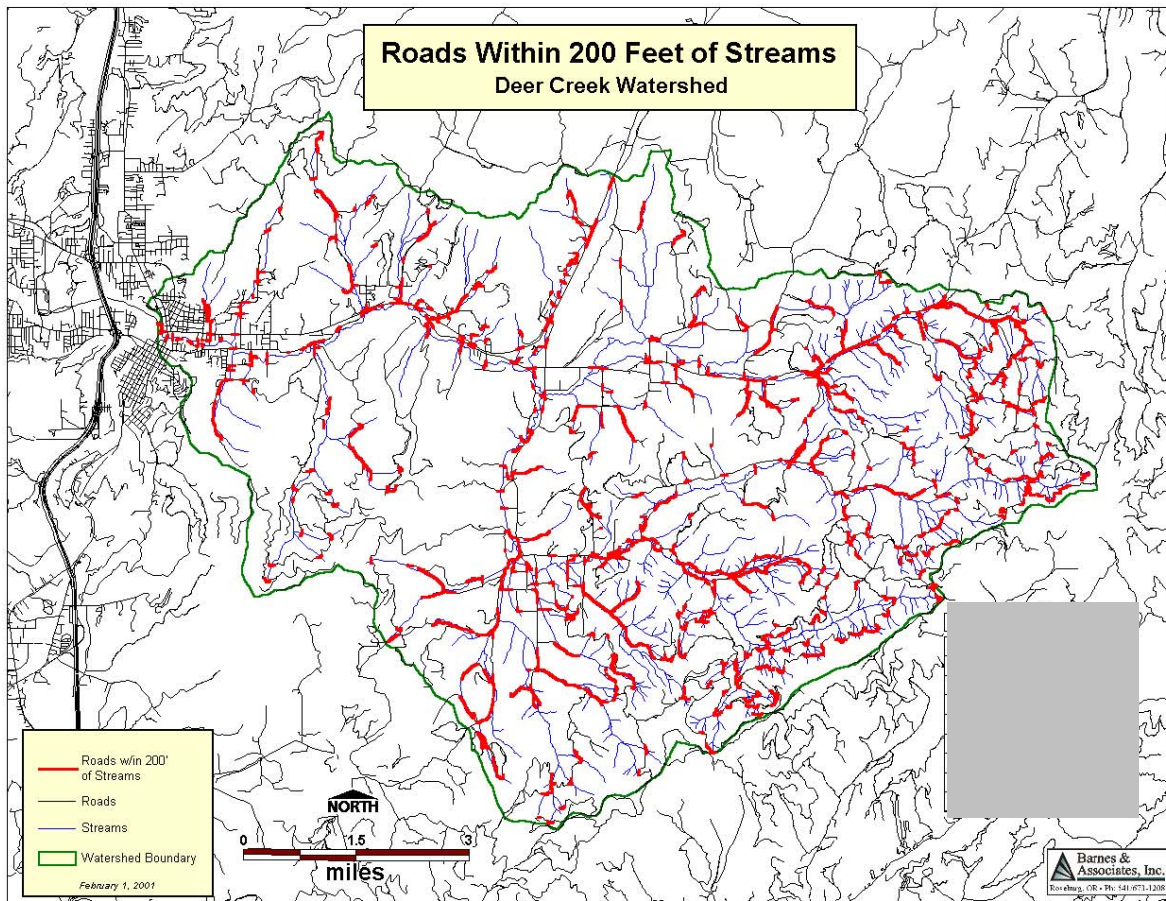 Roads Within 200 Feet of Streams
Deer Creek Watershed
Roads w/in 200'
of Streams
Roads
Streams
Watershed Boundary
February 1, 2001
NORTH
0 1.5 3
miles
Barnes &
Associates, Inc.
Roseburg, OR - Ph: 541/673-1208